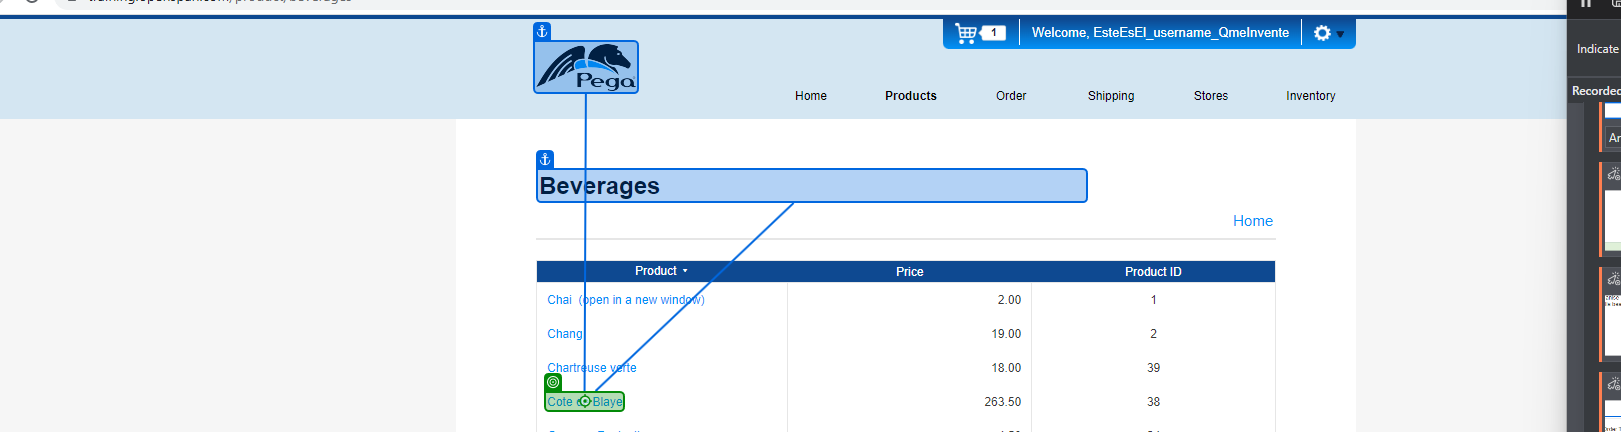 1
Welcome, EsteEsEl_username_QmeInvente
Indicate
Pega
Home Products Order Shipping Stores Inventory
Recorded
Beverages
Home
Product Price Product ID
Chai (open in a new window) 2.00 1
Chang 19.00 2
Chartreuse verte 18.00 39
Cote de Blaye 263.50 38